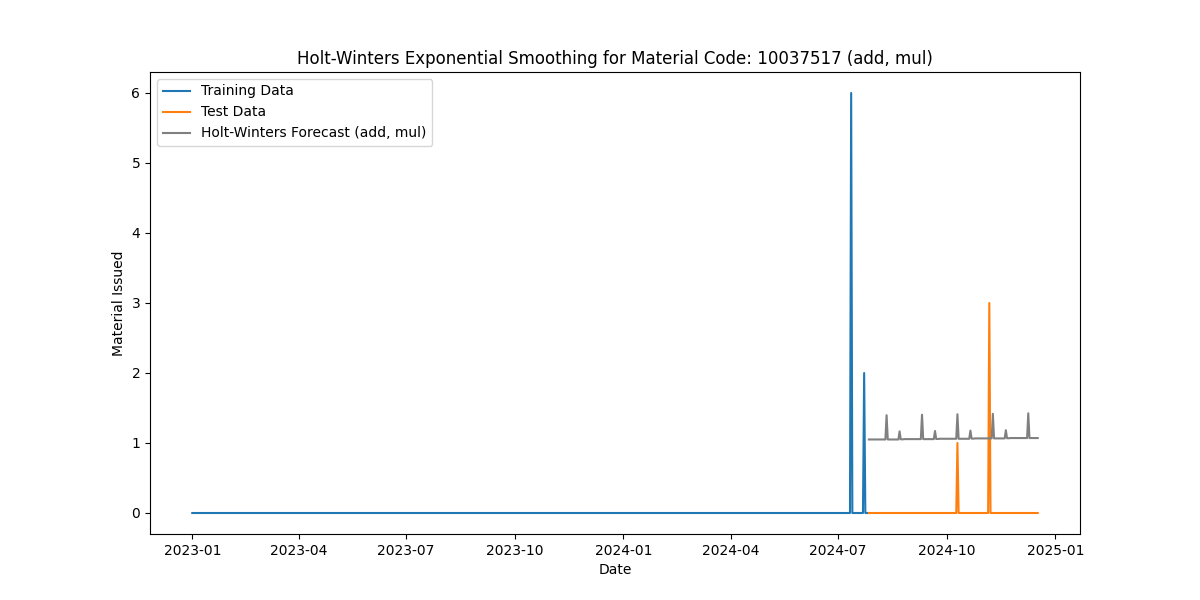 Holt-Winters Exponential Smoothing for Material Code: 10037517 (add, mul)
Training Data
Test Data
Holt-Winters Forecast (add, mul)
Material Issued
6
5
4
3
2
1
0
2023-01 2023-04 2023-07 2023-10 2024-01 2024-04 2024-07 2024-10 2025-01
Date